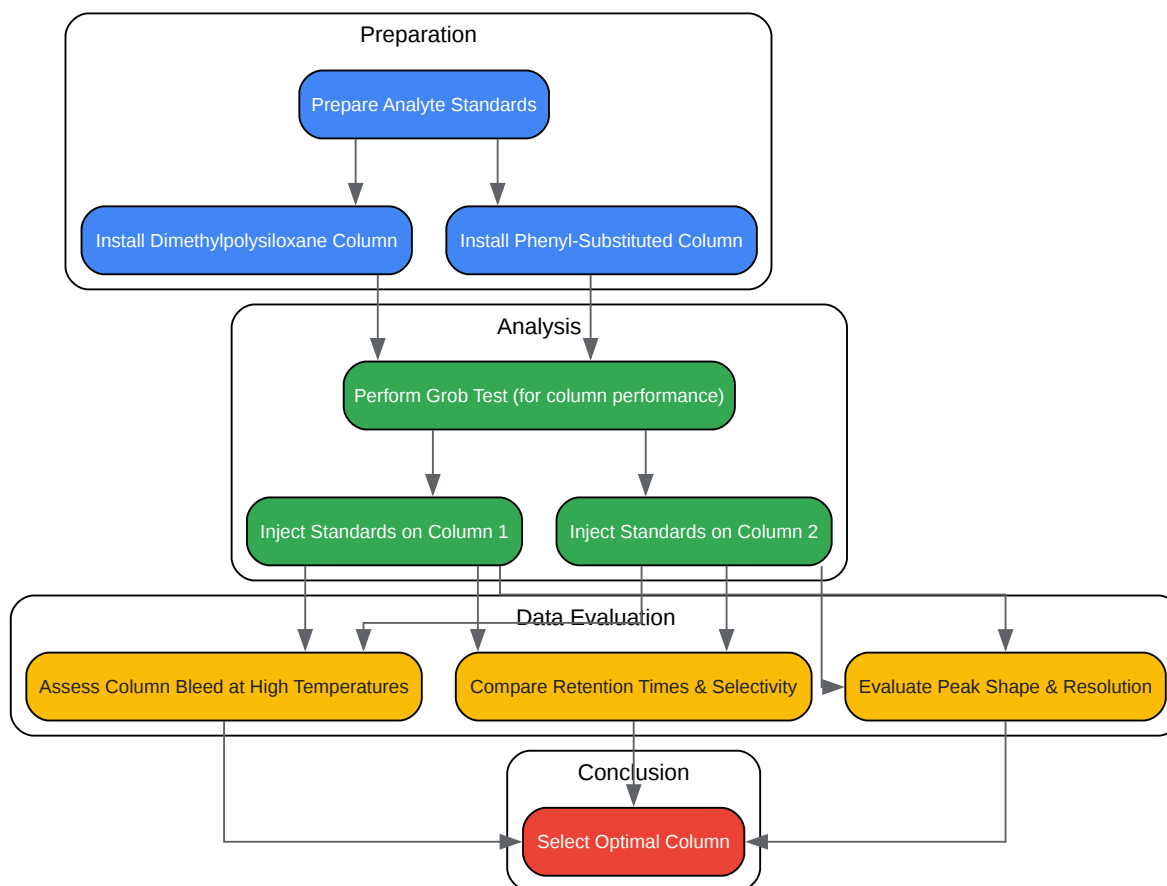 Preparation
Prepare Analyte Standards
Install Dimethylpolysiloxane Column
Install Phenyl-Substituted Column
Analysis
Perform Grob Test (for column performance)
Inject Standards on Column 1
Inject Standards on Column 2
Data Evaluation
Assess Column Bleed at High Temperatures
Compare Retention Times & Selectivity
Evaluate Peak Shape & Resolution
Conclusion
Select Optimal Column